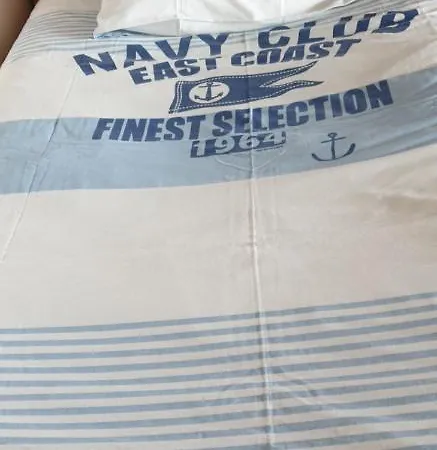 NAVY CLUB
EAST COAST
FINEST SELECTION
1964